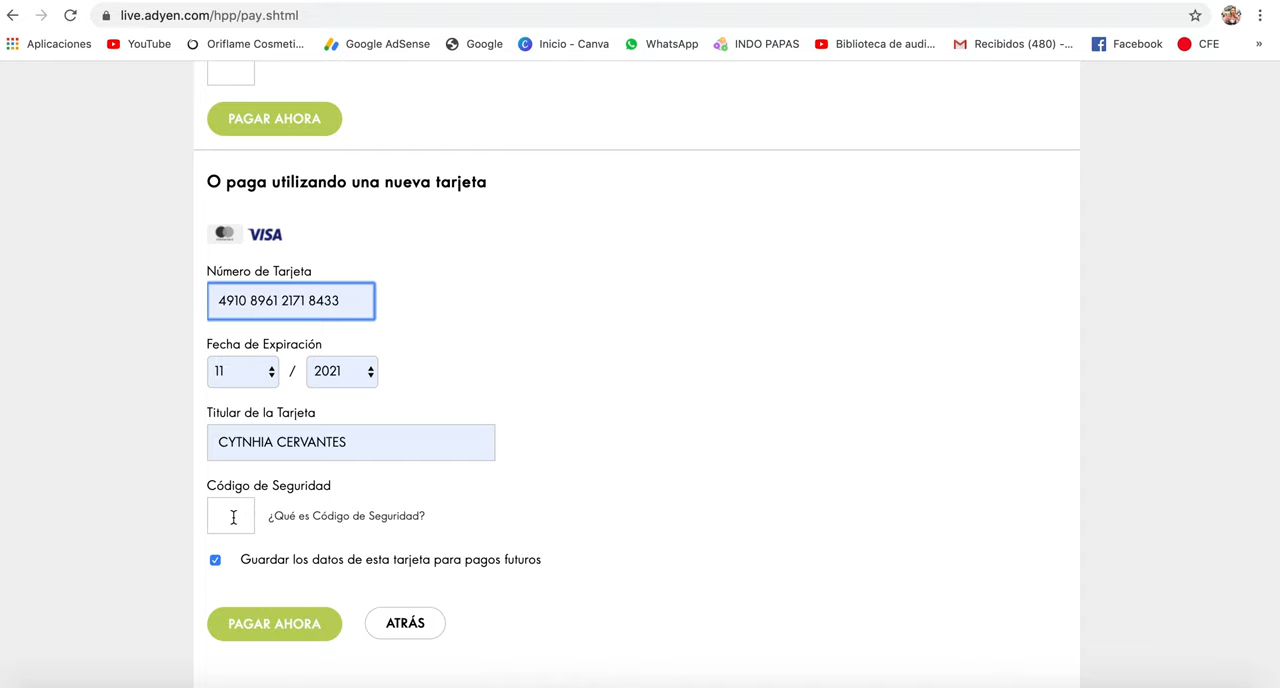 live.adyen.com/hpp/pay.shtml
Aplicaciones YouTube Oriflame Cosmeti... Google AdSense Google Inicio - Canva WhatsApp INDO PAPAS Biblioteca de audi... Recibidos (480) -... Facebook CFE »
PAGAR AHORA
O paga utilizando una nueva tarjeta
VISA
Número de Tarjeta
4910 8961 2171 8433
Fecha de Expiración
11 / 2021
Titular de la Tarjeta
CYTNHIA CERVANTES
Código de Seguridad
¿Qué es Código de Seguridad?
Guardar los datos de esta tarjeta para pagos futuros
PAGAR AHORA ATRÁS